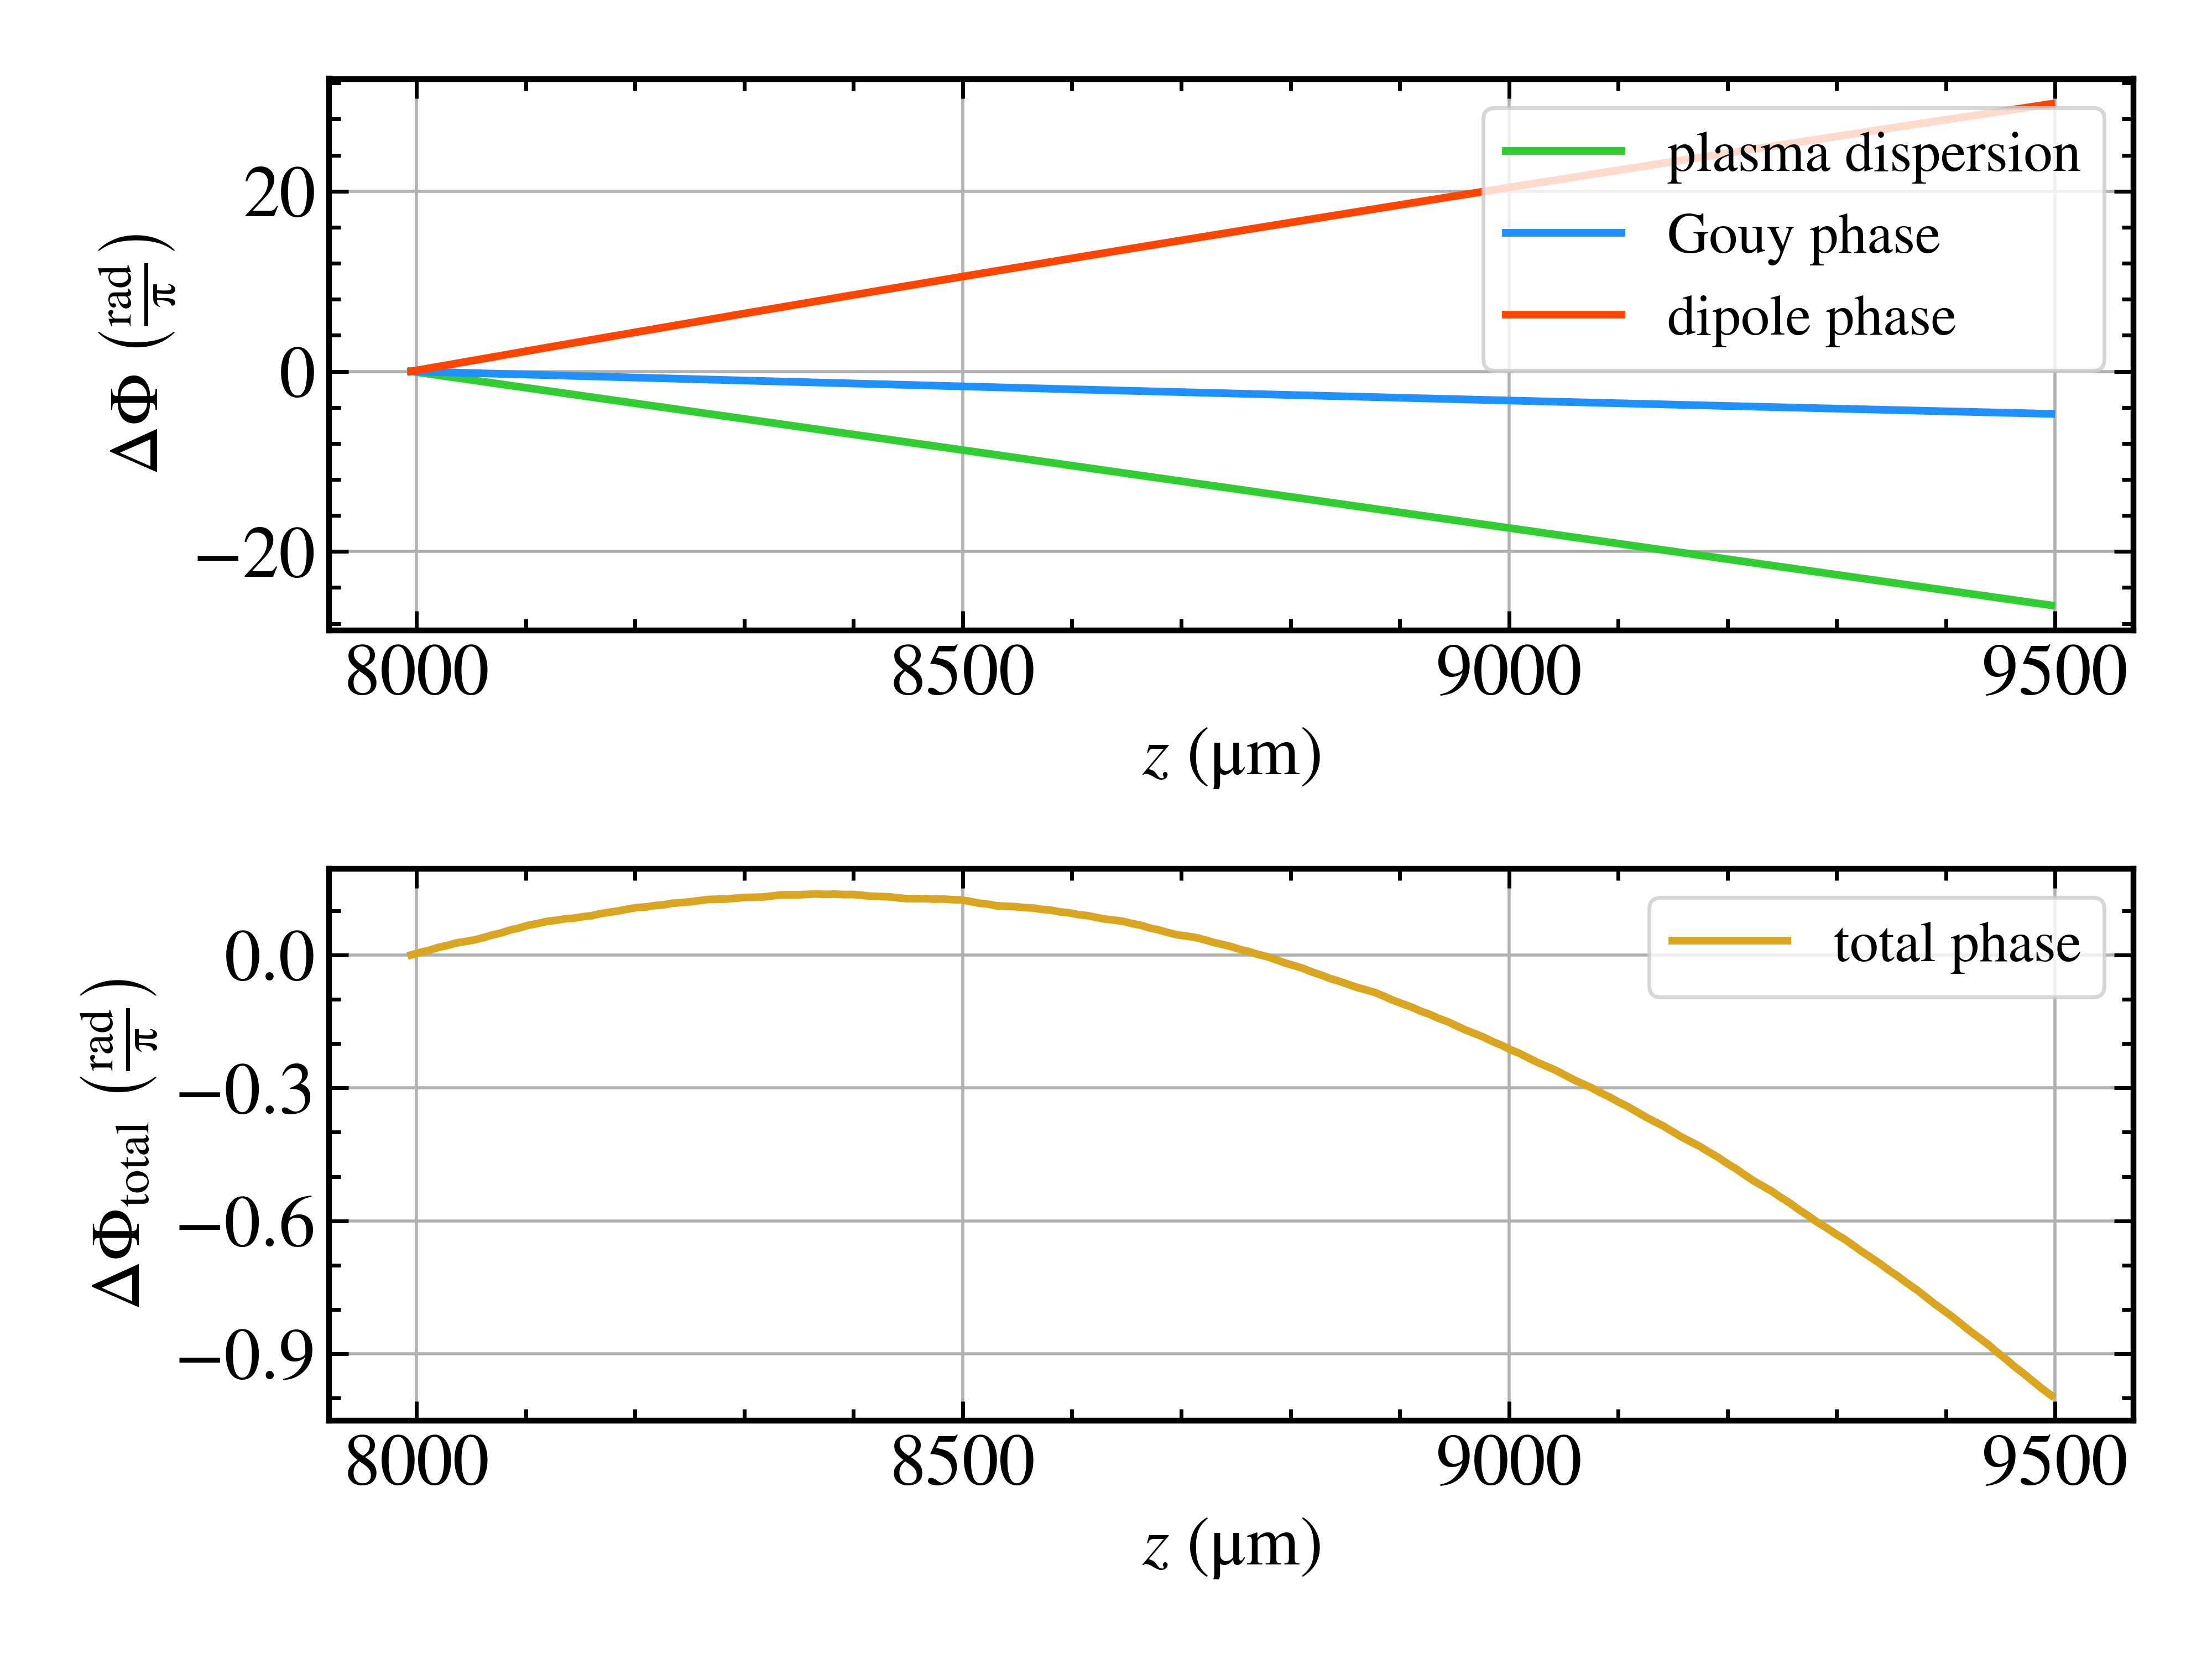 ΔΦ (rad/π)
20
0
−20
plasma dispersion
Gouy phase
dipole phase
8000 8500 9000 9500
z (μm)
ΔΦtotal (rad/π)
0.0
−0.3
−0.6
−0.9
total phase
8000 8500 9000 9500
z (μm)